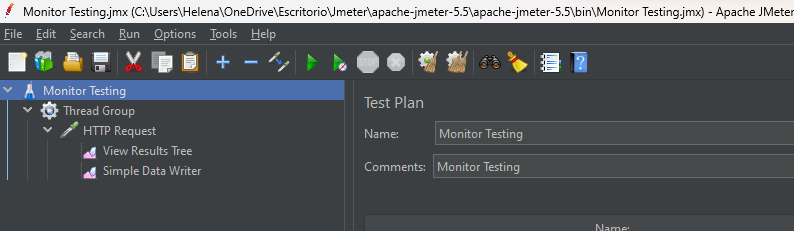 Monitor Testing.jmx (C:\Users\Helena\OneDrive\Escritorio\Jmeter\apache-jmeter-5.5\apache-jmeter-5.5\bin\Monitor Testing.jmx) - Apache JMeter
File Edit Search Run Options Tools Help
STOP
Monitor Testing
Thread Group
HTTP Request
View Results Tree
Simple Data Writer
Test Plan
Name: Monitor Testing
Comments: Monitor Testing
Name: